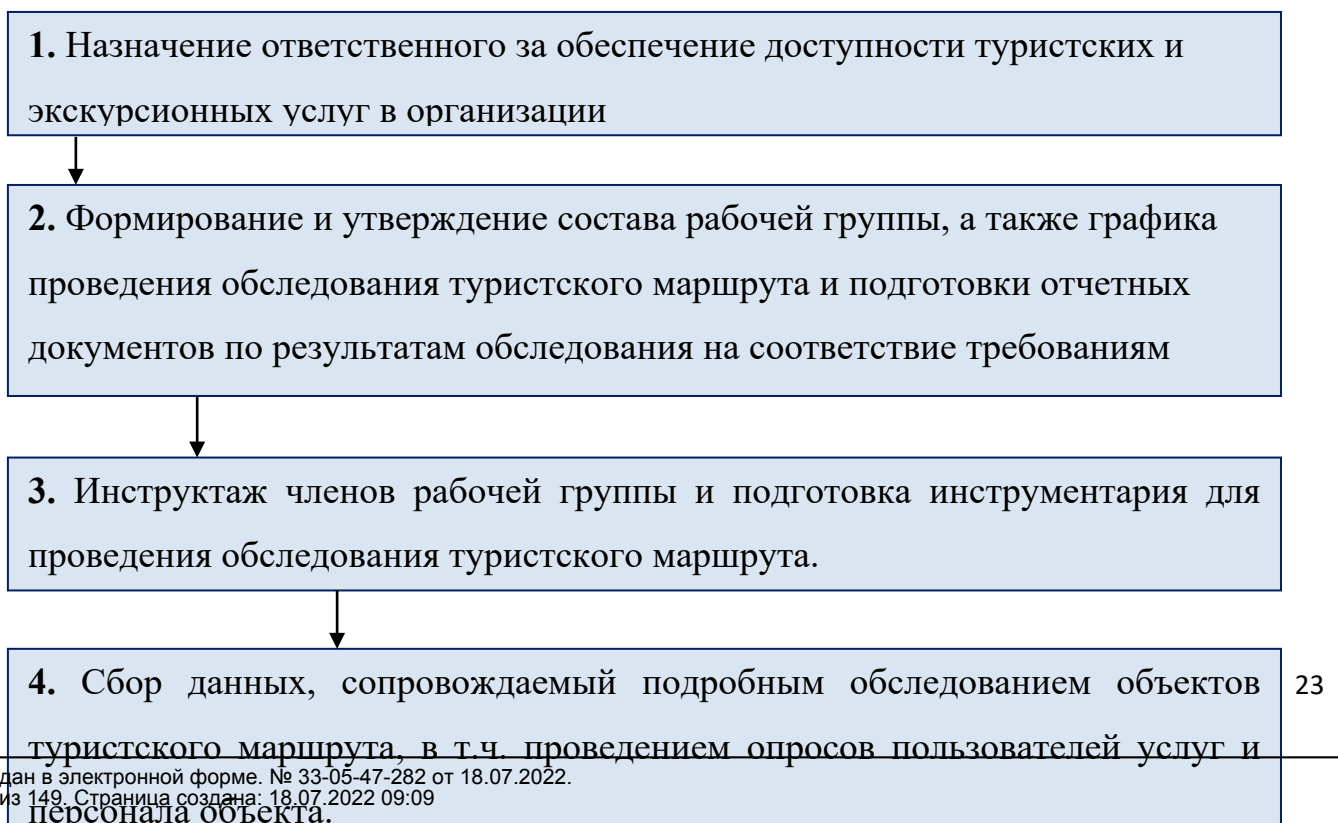 1. Назначение ответственного за обеспечение доступности туристских и
экскурсионных услуг в организации
2. Формирование и утверждение состава рабочей группы, а также графика
проведения обследования туристского маршрута и подготовки отчетных
документов по результатам обследования на соответствие требованиям
3. Инструктаж членов рабочей группы и подготовка инструментария для
проведения обследования туристского маршрута.
4. Сбор данных, сопровождаемый подробным обследованием объектов
23
туристского маршрута, в т.ч. проведением опросов пользователей услуг и
дан в электронной форме. № 33-05-47-282 от 18.07.2022.
из 149. Страница создана: 18.07.2022 09:09
персонала объекта.